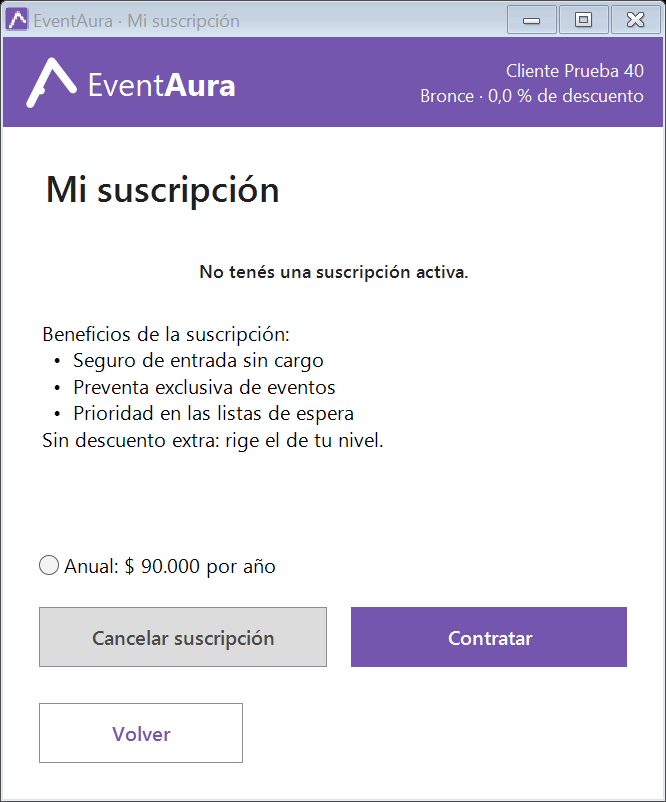 EventAura · Mi suscripción
EventAura
Cliente Prueba 40
Bronce · 0,0 % de descuento
Mi suscripción
No tenés una suscripción activa.
Beneficios de la suscripción:
• Seguro de entrada sin cargo
• Preventa exclusiva de eventos
• Prioridad en las listas de espera
Sin descuento extra: rige el de tu nivel.
Anual: $ 90.000 por año
Cancelar suscripción
Contratar
Volver